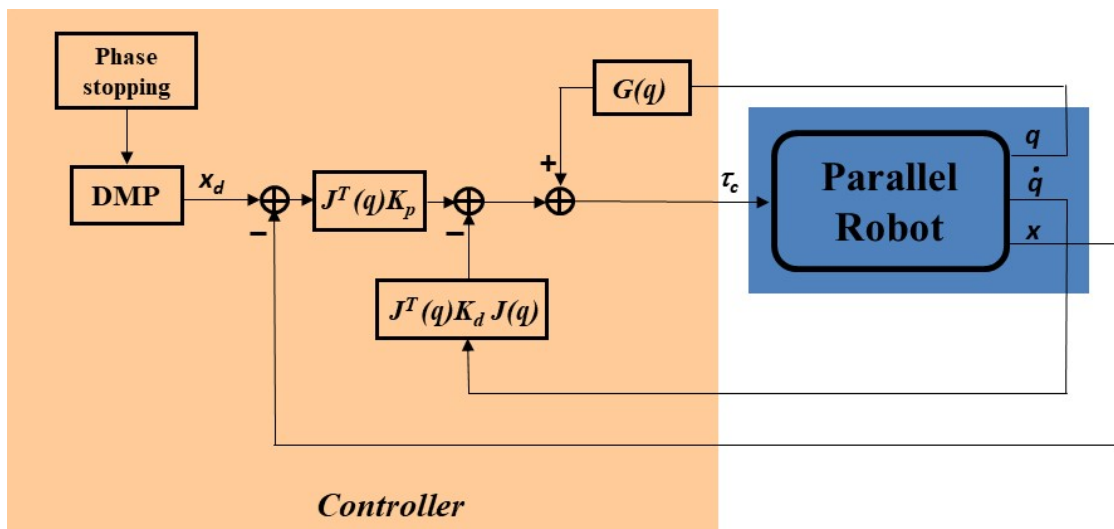 Phase
stopping
G(q)
DMP
x_d
−
J^T(q)K_p
−
+
τ_c
Parallel
Robot
q
q̇
x
J^T(q)K_d J(q)
Controller